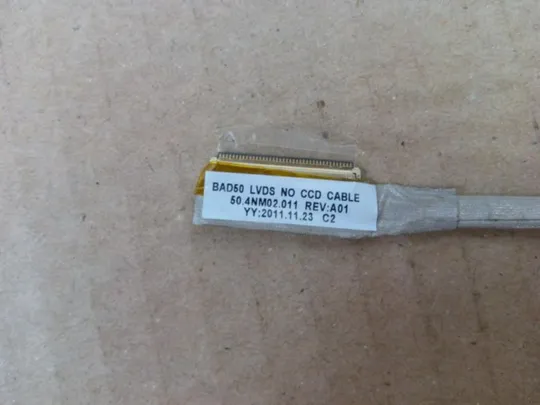 BAD50 LVDS NO CCD CABLE
50.4NM02.011 REV:A01
YY:2011.11.23 C2